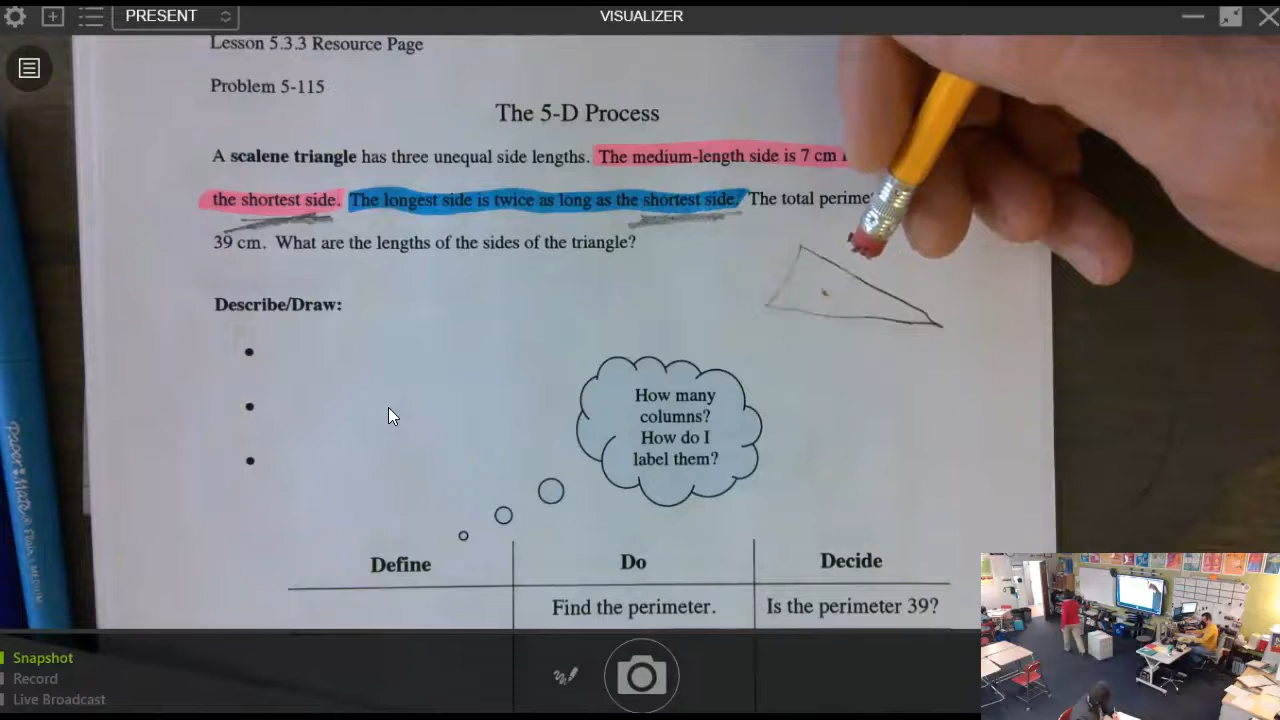 PRESENT
VISUALIZER
Lesson 5.3.3 Resource Page
Problem 5-115
The 5-D Process
A scalene triangle has three unequal side lengths. The medium-length side is 7 cm
the shortest side. The longest side is twice as long as the shortest side. The total
39 cm. What are the lengths of the sides of the triangle?
Describe/Draw:
How many
columns?
How do I
label them?
Define Do Decide
Find the perimeter. Is the perimeter 39?
Snapshot
Record
Live Broadcast
Paper Mate